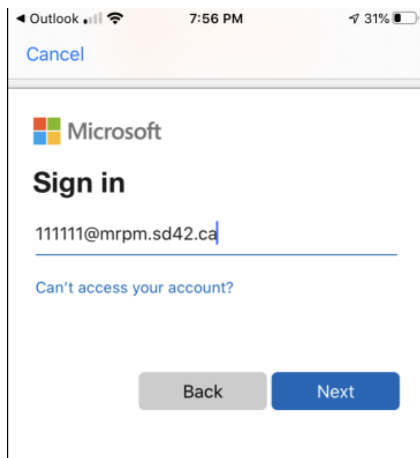 Outlook 7:56 PM 31%
Cancel
Microsoft
Sign in
111111@mrpm.sd42.ca
Can't access your account?
Back Next